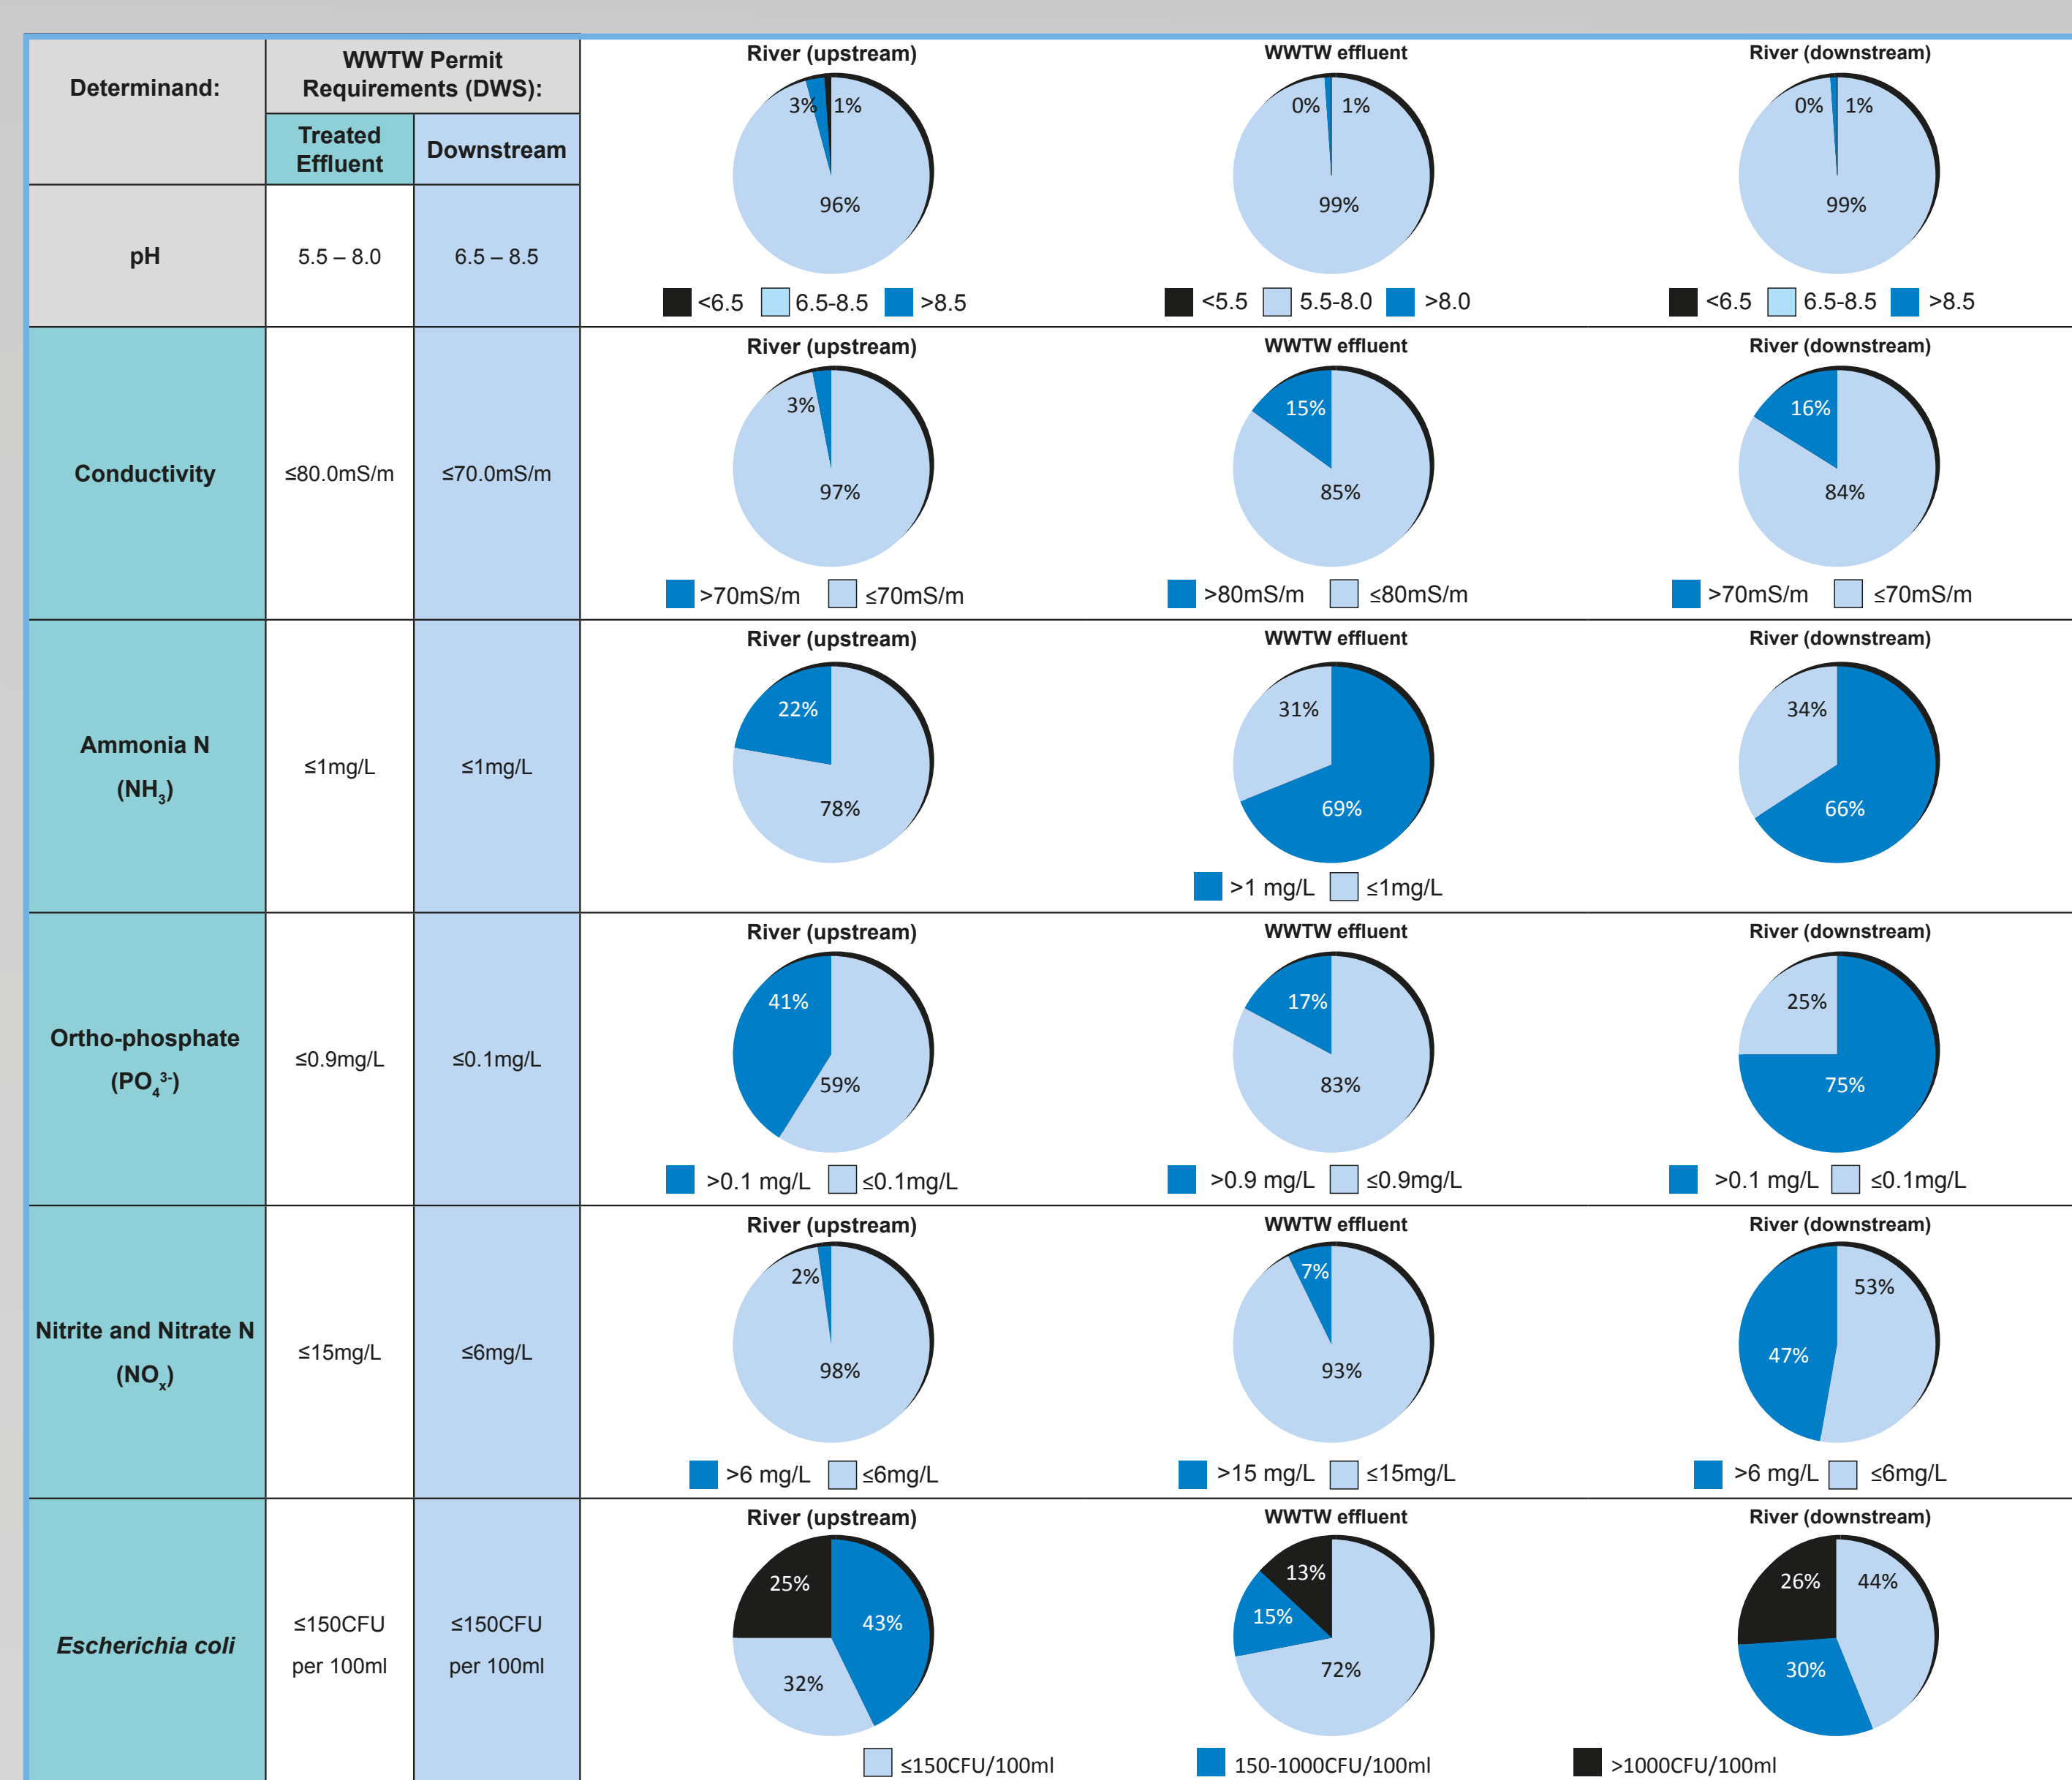 Determinand:
WWTW Permit
Requirements (DWS):
Treated
Effluent
Downstream
pH
5.5 – 8.0
6.5 – 8.5
River (upstream)
3%
1%
96%
<6.5
6.5-8.5
>8.5
WWTW effluent
0%
1%
99%
<5.5
5.5-8.0
>8.0
River (downstream)
0%
1%
99%
<6.5
6.5-8.5
>8.5
Conductivity
≤80.0mS/m
≤70.0mS/m
River (upstream)
3%
97%
>70mS/m
≤70mS/m
WWTW effluent
15%
85%
>80mS/m
≤80mS/m
River (downstream)
16%
84%
>70mS/m
≤70mS/m
Ammonia N
(NH₃)
≤1mg/L
≤1mg/L
River (upstream)
22%
78%
WWTW effluent
31%
69%
>1 mg/L
≤1mg/L
River (downstream)
34%
66%
Ortho-phosphate
(PO₄³⁻)
≤0.9mg/L
≤0.1mg/L
River (upstream)
41%
59%
>0.1 mg/L
≤0.1mg/L
WWTW effluent
17%
83%
>0.9 mg/L
≤0.9mg/L
River (downstream)
25%
75%
>0.1 mg/L
≤0.1mg/L
Nitrite and Nitrate N
(NOₓ)
≤15mg/L
≤6mg/L
River (upstream)
2%
98%
>6 mg/L
≤6mg/L
WWTW effluent
7%
93%
>15 mg/L
≤15mg/L
River (downstream)
53%
47%
>6 mg/L
≤6mg/L
Escherichia coli
≤150CFU
per 100ml
≤150CFU
per 100ml
River (upstream)
25%
43%
32%
WWTW effluent
13%
15%
72%
River (downstream)
26%
44%
30%
≤150CFU/100ml
150-1000CFU/100ml
>1000CFU/100ml